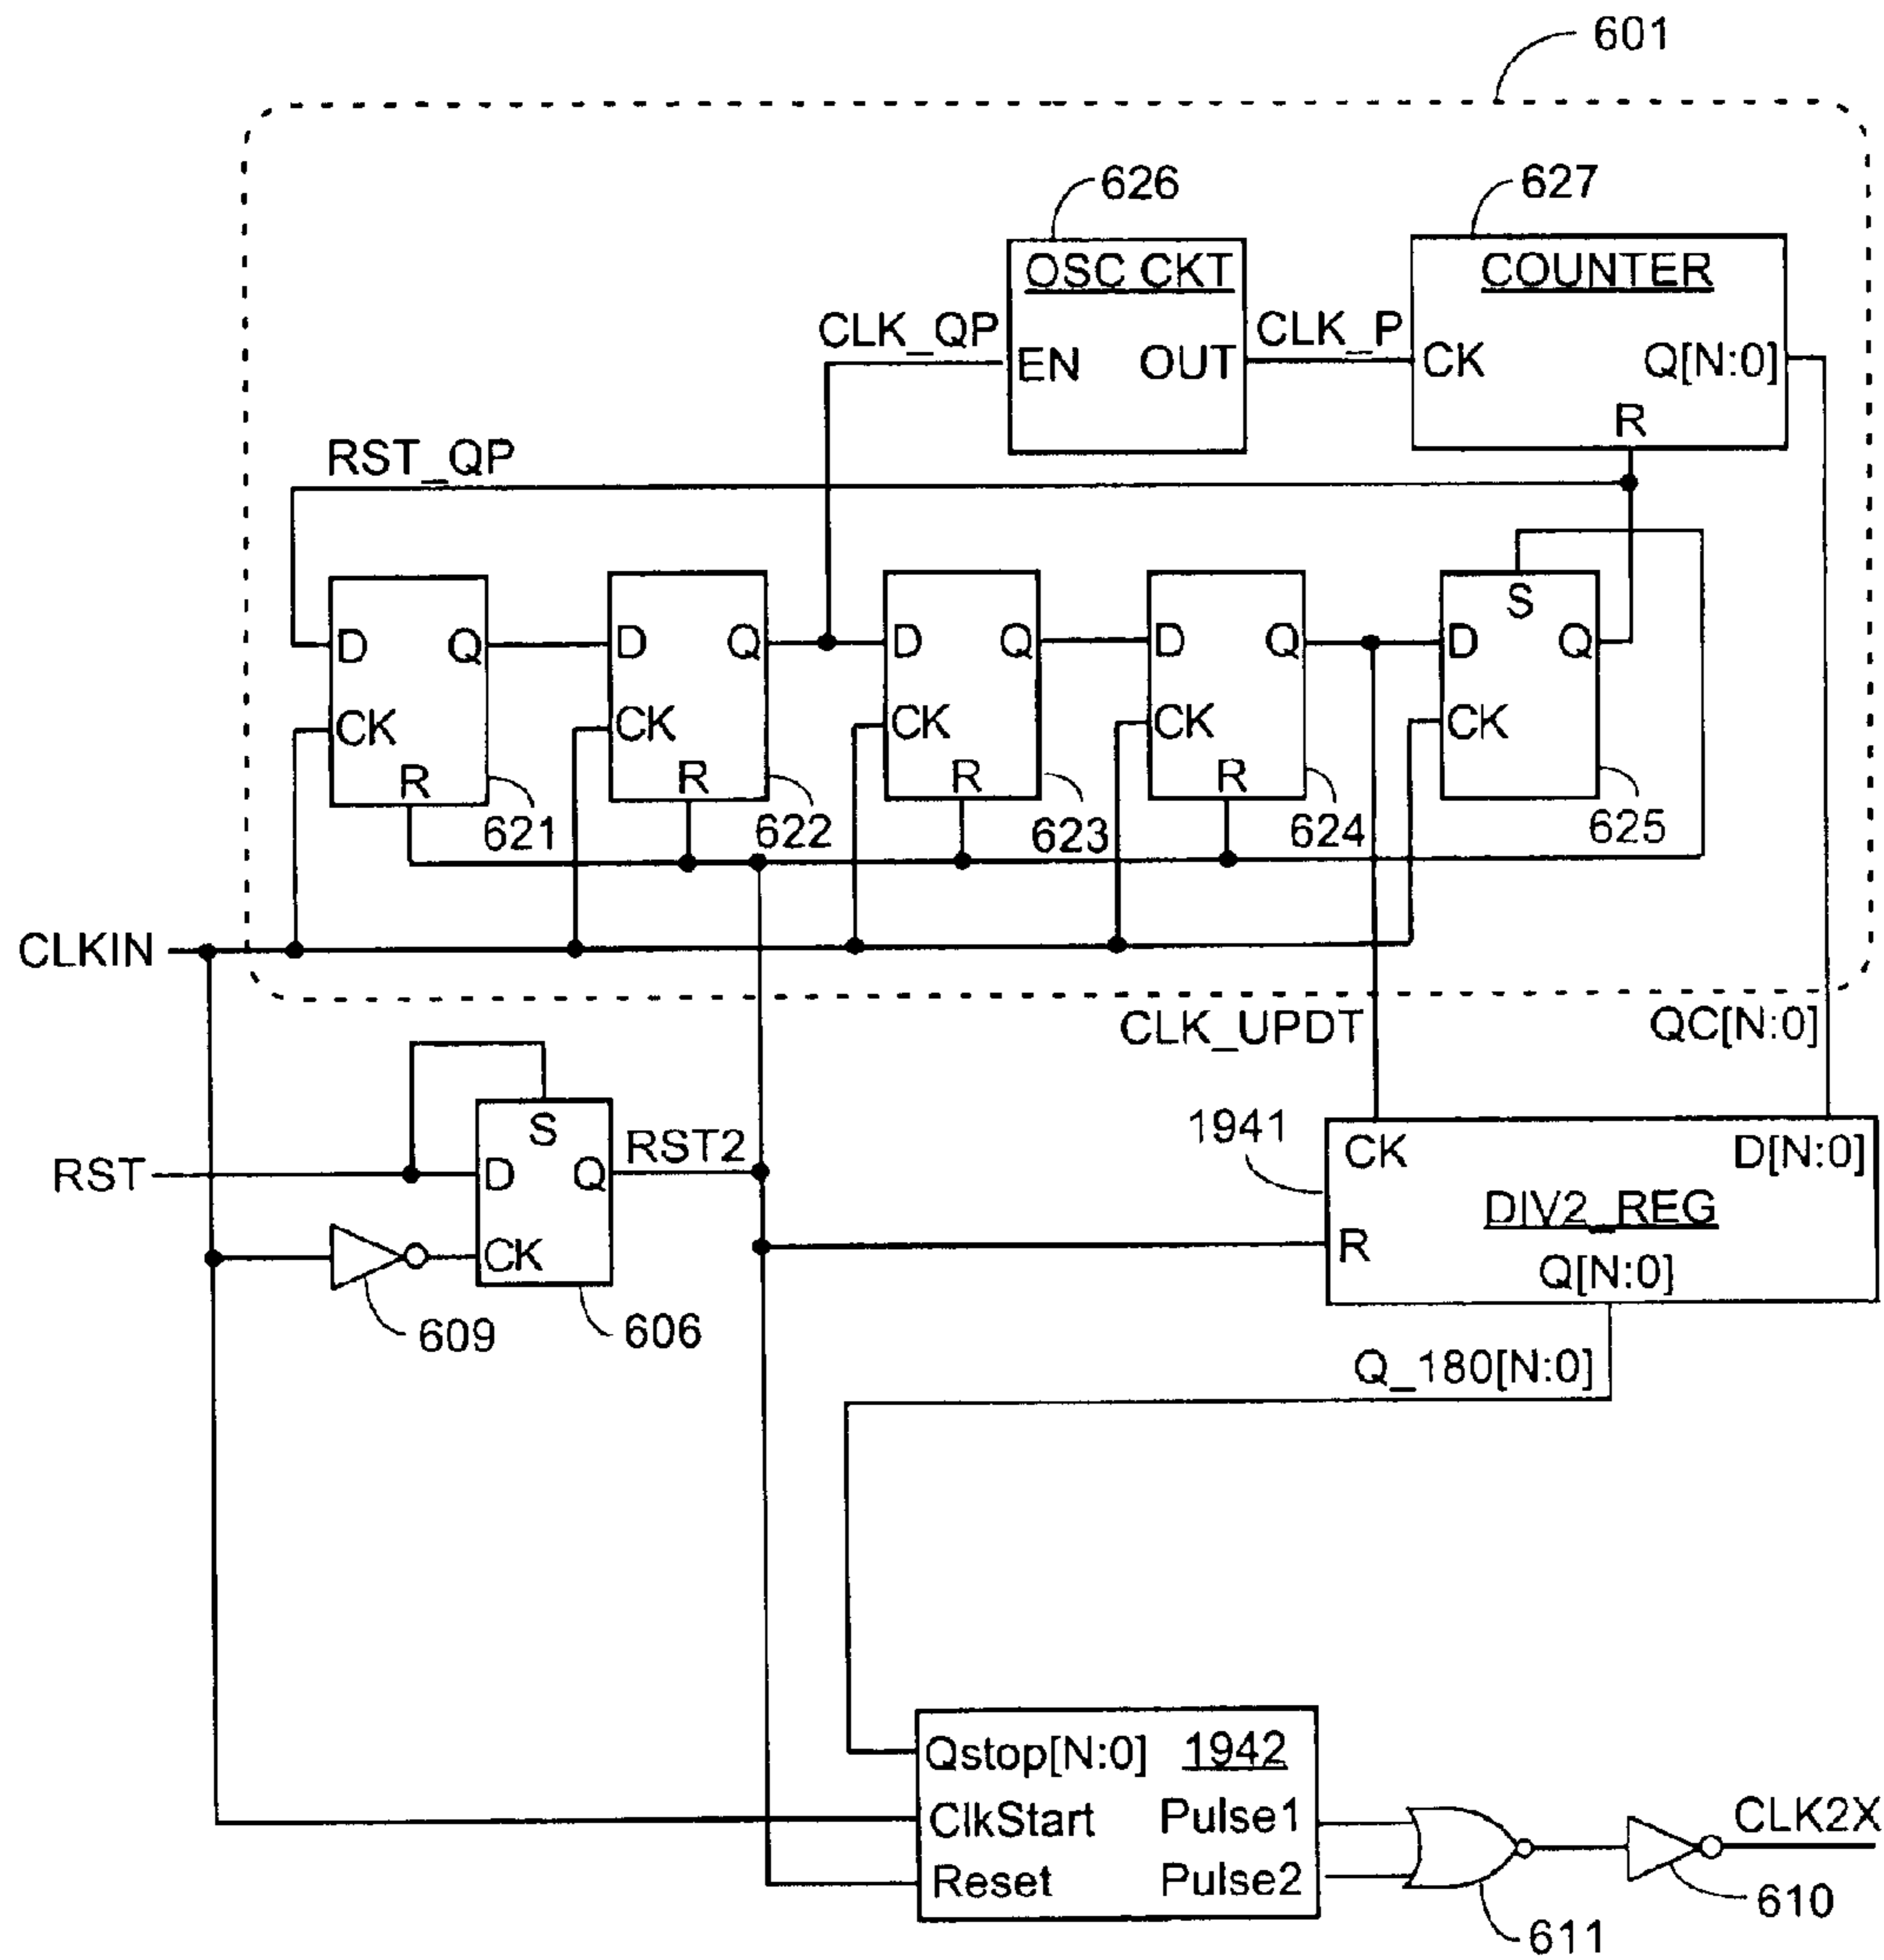 601
626
627
OSC CKT
COUNTER
CLK_QP
CLK_P
EN OUT
CK
Q[N:0]
R
RST_QP
S
D Q
D Q
D Q
D Q
D Q
CK
CK
CK
CK
CK
R
R
R
R
621
622
623
624
625
CLKIN
CLK_UPDT
QC[N:0]
1941
S
RST
D Q
RST2
CK
D[N:0]
DIV2_REG
R
Q[N:0]
CK
609
606
Q_180[N:0]
Qstop[N:0] 1942
ClkStart Pulse1
Reset Pulse2
CLK2X
610
611